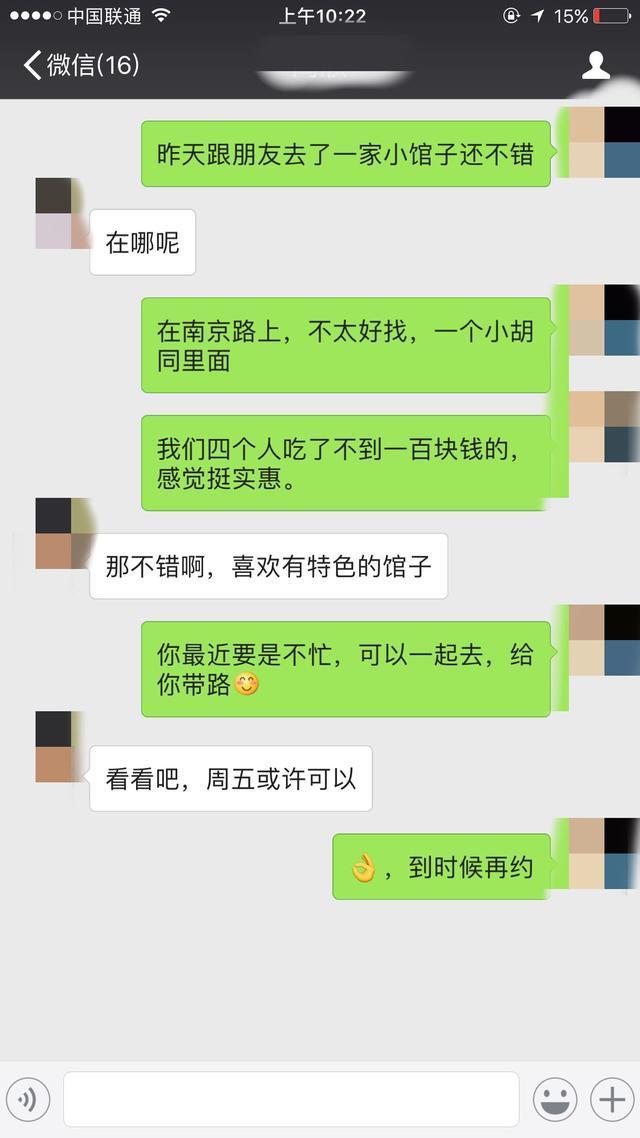 中国联通
上午10:22
15%
微信(16)
昨天跟朋友去了一家小馆子还不错
在哪呢
在南京路上，不太好找，一个小胡
同里面
我们四个人吃了不到一百块钱的，
感觉挺实惠。
那不错啊，喜欢有特色的馆子
你最近要是不忙，可以一起去，给
你带路😊
看看吧，周五或许可以
👌，到时候再约